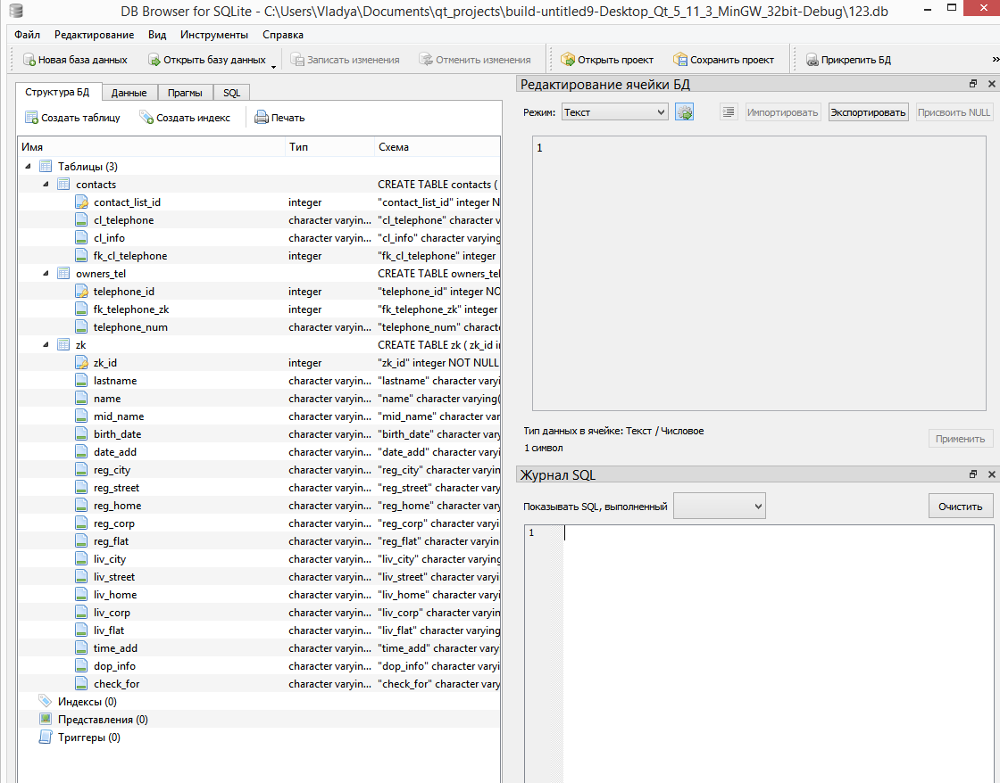 DB Browser for SQLite - C:\Users\Vladya\Documents\qt_projects\build-untitled9-Desktop_Qt_5_11_3_MinGW_32bit-Debug\123.db
Файл Редактирование Вид Инструменты Справка
Новая база данных Открыть базу данных Записать изменения Отменить изменения Открыть проект Сохранить проект Прикрепить БД »
Структура БД Данные Прагмы SQL
Создать таблицу Создать индекс Печать
Имя Тип Схема
Таблицы (3)
contacts CREATE TABLE contacts (
contact_list_id integer "contact_list_id" integer N
cl_telephone character varyin... "cl_telephone" character v
cl_info character varyin... "cl_info" character varying
fk_cl_telephone integer "fk_cl_telephone" integer
owners_tel CREATE TABLE owners_tel
telephone_id integer "telephone_id" integer NO
fk_telephone_zk integer "fk_telephone_zk" integer
telephone_num character varyin... "telephone_num" charact
zk CREATE TABLE zk ( zk_id in
zk_id integer "zk_id" integer NOT NULL
lastname character varyin... "lastname" character varyi
name character varyin... "name" character varying(
mid_name character varyin... "mid_name" character var
birth_date character varyin... "birth_date" character vary
date_add character varyin... "date_add" character vary
reg_city character varyin... "reg_city" character varyin
reg_street character varyin... "reg_street" character vary
reg_home character varyin... "reg_home" character vary
reg_corp character varyin... "reg_corp" character varyi
reg_flat character varyin... "reg_flat" character varyin
liv_city character varyin... "liv_city" character varying
liv_street character varyin... "liv_street" character varyi
liv_home character varyin... "liv_home" character varyi
liv_corp character varyin... "liv_corp" character varyin
liv_flat character varyin... "liv_flat" character varying
time_add character varyin... "time_add" character vary
dop_info character varyin... "dop_info" character varyi
check_for character varyin... "check_for" character vary
Индексы (0)
Представления (0)
Триггеры (0)
Редактирование ячейки БД
Режим: Текст Импортировать Экспортировать Присвоить NULL
1
Тип данных в ячейке: Текст / Числовое
1 символ
Применить
Журнал SQL
Показывать SQL, выполненный Очистить
1